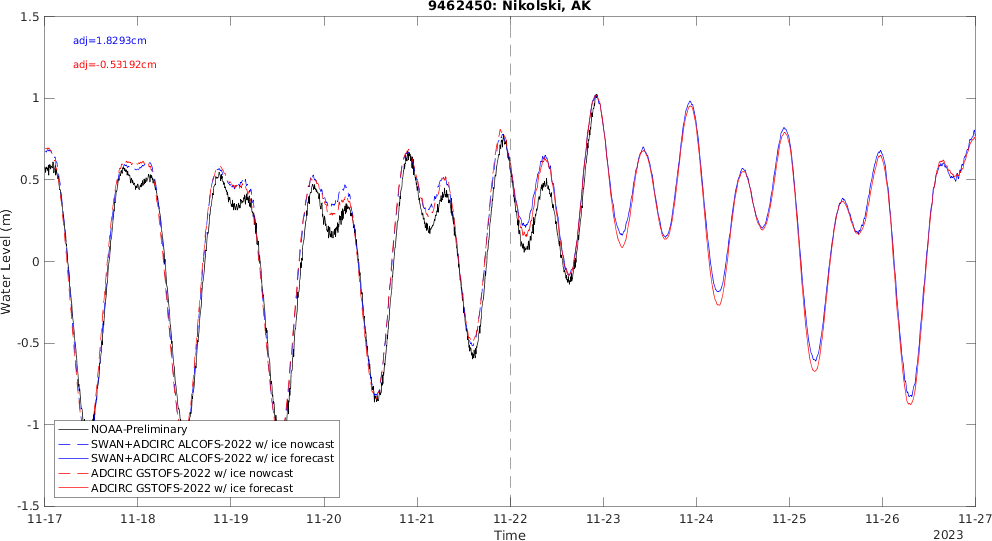 9462450: Nikolski, AK
adj=1.8293cm
adj=-0.53192cm
Water Level (m)
1.5
1
0.5
0
-0.5
-1
-1.5
NOAA-Preliminary
SWAN+ADCIRC ALCOFS-2022 w/ ice nowcast
SWAN+ADCIRC ALCOFS-2022 w/ ice forecast
ADCIRC GSTOFS-2022 w/ ice nowcast
ADCIRC GSTOFS-2022 w/ ice forecast
11-17 11-18 11-19 11-20 11-21 11-22 11-23 11-24 11-25 11-26 11-27
Time
2023